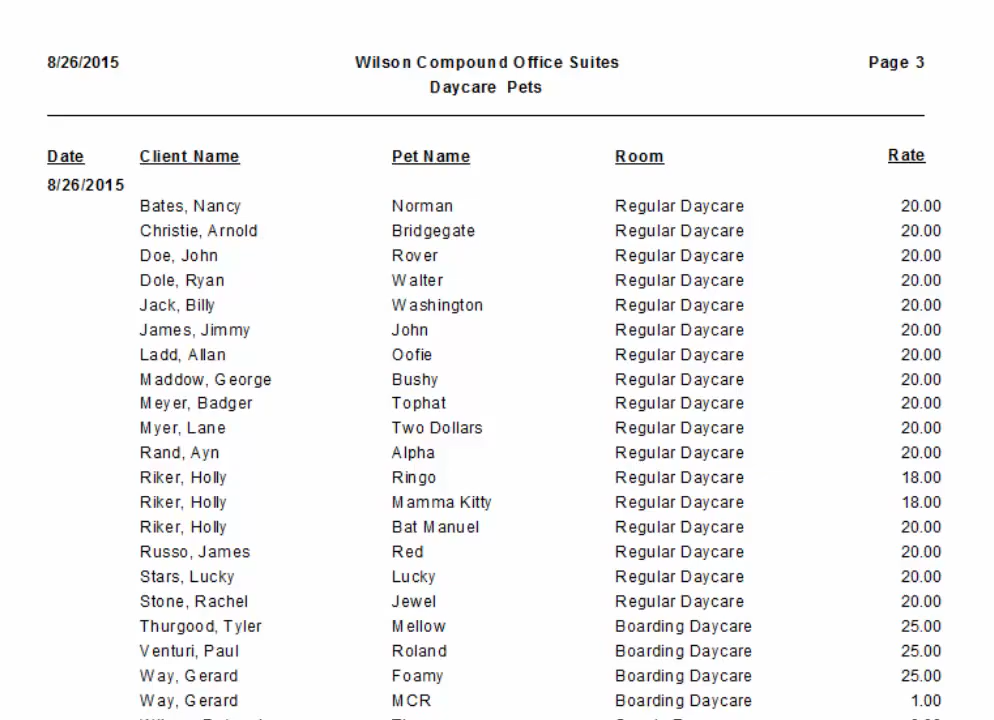 8/26/2015 Wilson Compound Office Suites Page 3
Daycare Pets
Date Client Name Pet Name Room Rate
8/26/2015
Bates, Nancy Norman Regular Daycare 20.00
Christie, Arnold Bridgegate Regular Daycare 20.00
Doe, John Rover Regular Daycare 20.00
Dole, Ryan Walter Regular Daycare 20.00
Jack, Billy Washington Regular Daycare 20.00
James, Jimmy John Regular Daycare 20.00
Ladd, Allan Oofie Regular Daycare 20.00
Maddow, George Bushy Regular Daycare 20.00
Meyer, Badger Tophat Regular Daycare 20.00
Myer, Lane Two Dollars Regular Daycare 20.00
Rand, Ayn Alpha Regular Daycare 20.00
Riker, Holly Ringo Regular Daycare 18.00
Riker, Holly Mamma Kitty Regular Daycare 18.00
Riker, Holly Bat Manuel Regular Daycare 20.00
Russo, James Red Regular Daycare 20.00
Stars, Lucky Lucky Regular Daycare 20.00
Stone, Rachel Jewel Regular Daycare 20.00
Thurgood, Tyler Mellow Boarding Daycare 25.00
Venturi, Paul Roland Boarding Daycare 25.00
Way, Gerard Foamy Boarding Daycare 25.00
Way, Gerard MCR Boarding Daycare 1.00